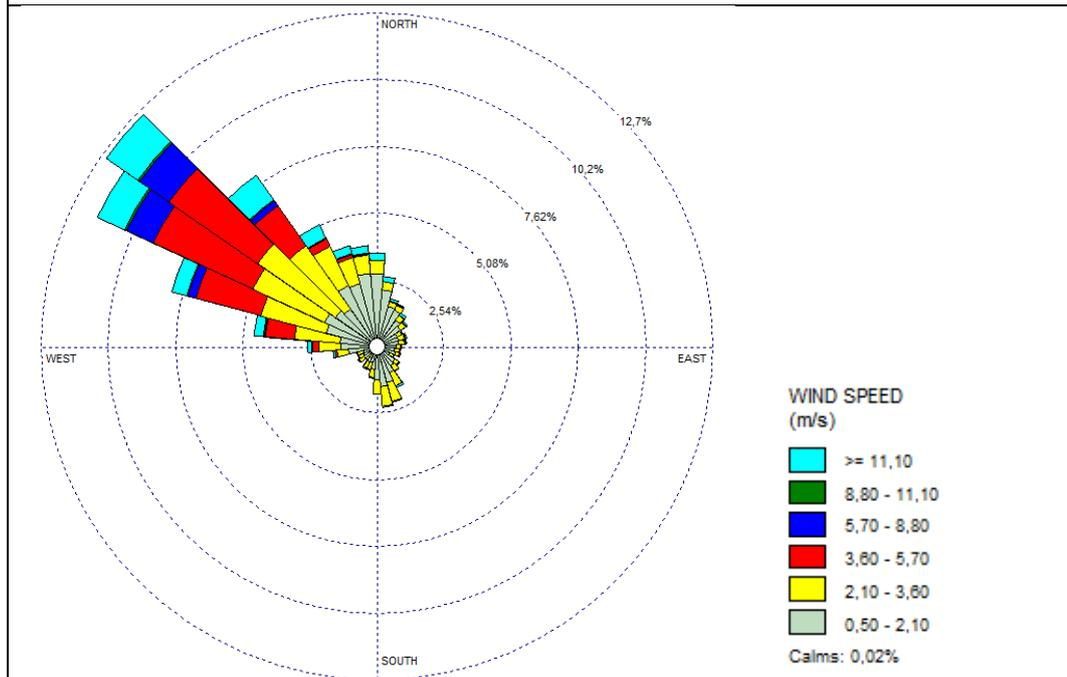 NORTH
12,7%
10,2%
7,62%
5,08%
2,54%
WEST
EAST
SOUTH
WIND SPEED
(m/s)
>= 11,10
8,80 - 11,10
5,70 - 8,80
3,60 - 5,70
2,10 - 3,60
0,50 - 2,10
Calms: 0,02%